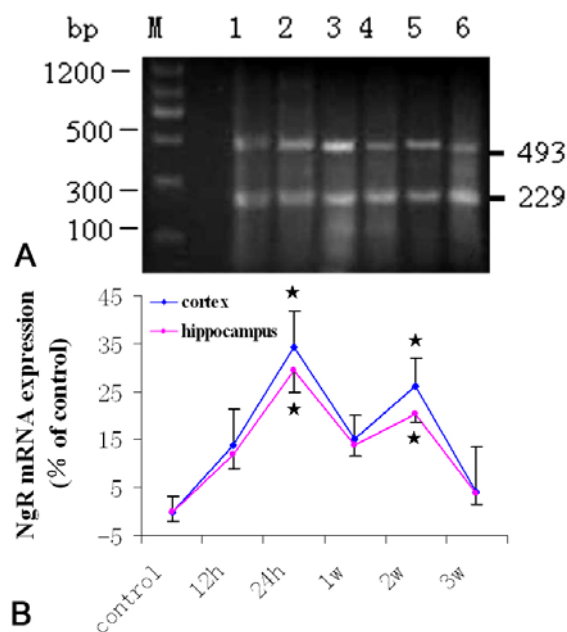 bp M 1 2 3 4 5 6
1200
500
493
300
229
100
A
45
cortex
hippocampus
35
25
15
5
-5
NgR mRNA expression
(% of control)
control 12h 24h 1w 2w 3w
B